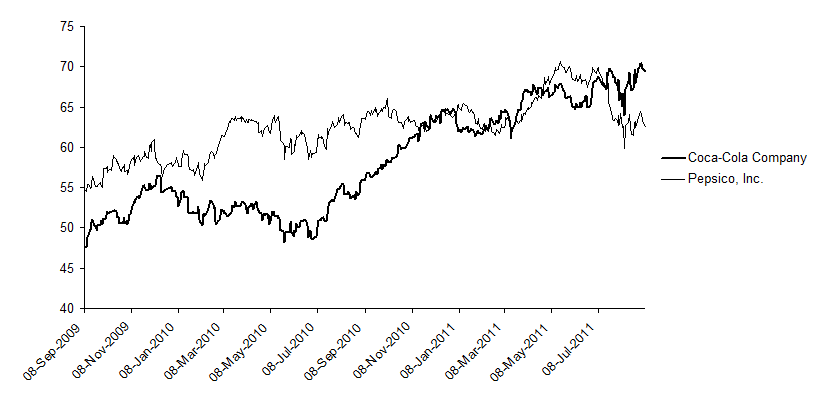 75
70
65
60
55
50
45
40
08-Sep-2009
08-Nov-2009
08-Jan-2010
08-Mar-2010
08-May-2010
08-Jul-2010
08-Sep-2010
08-Nov-2010
08-Jan-2011
08-Mar-2011
08-May-2011
08-Jul-2011
Coca-Cola Company
Pepsico, Inc.